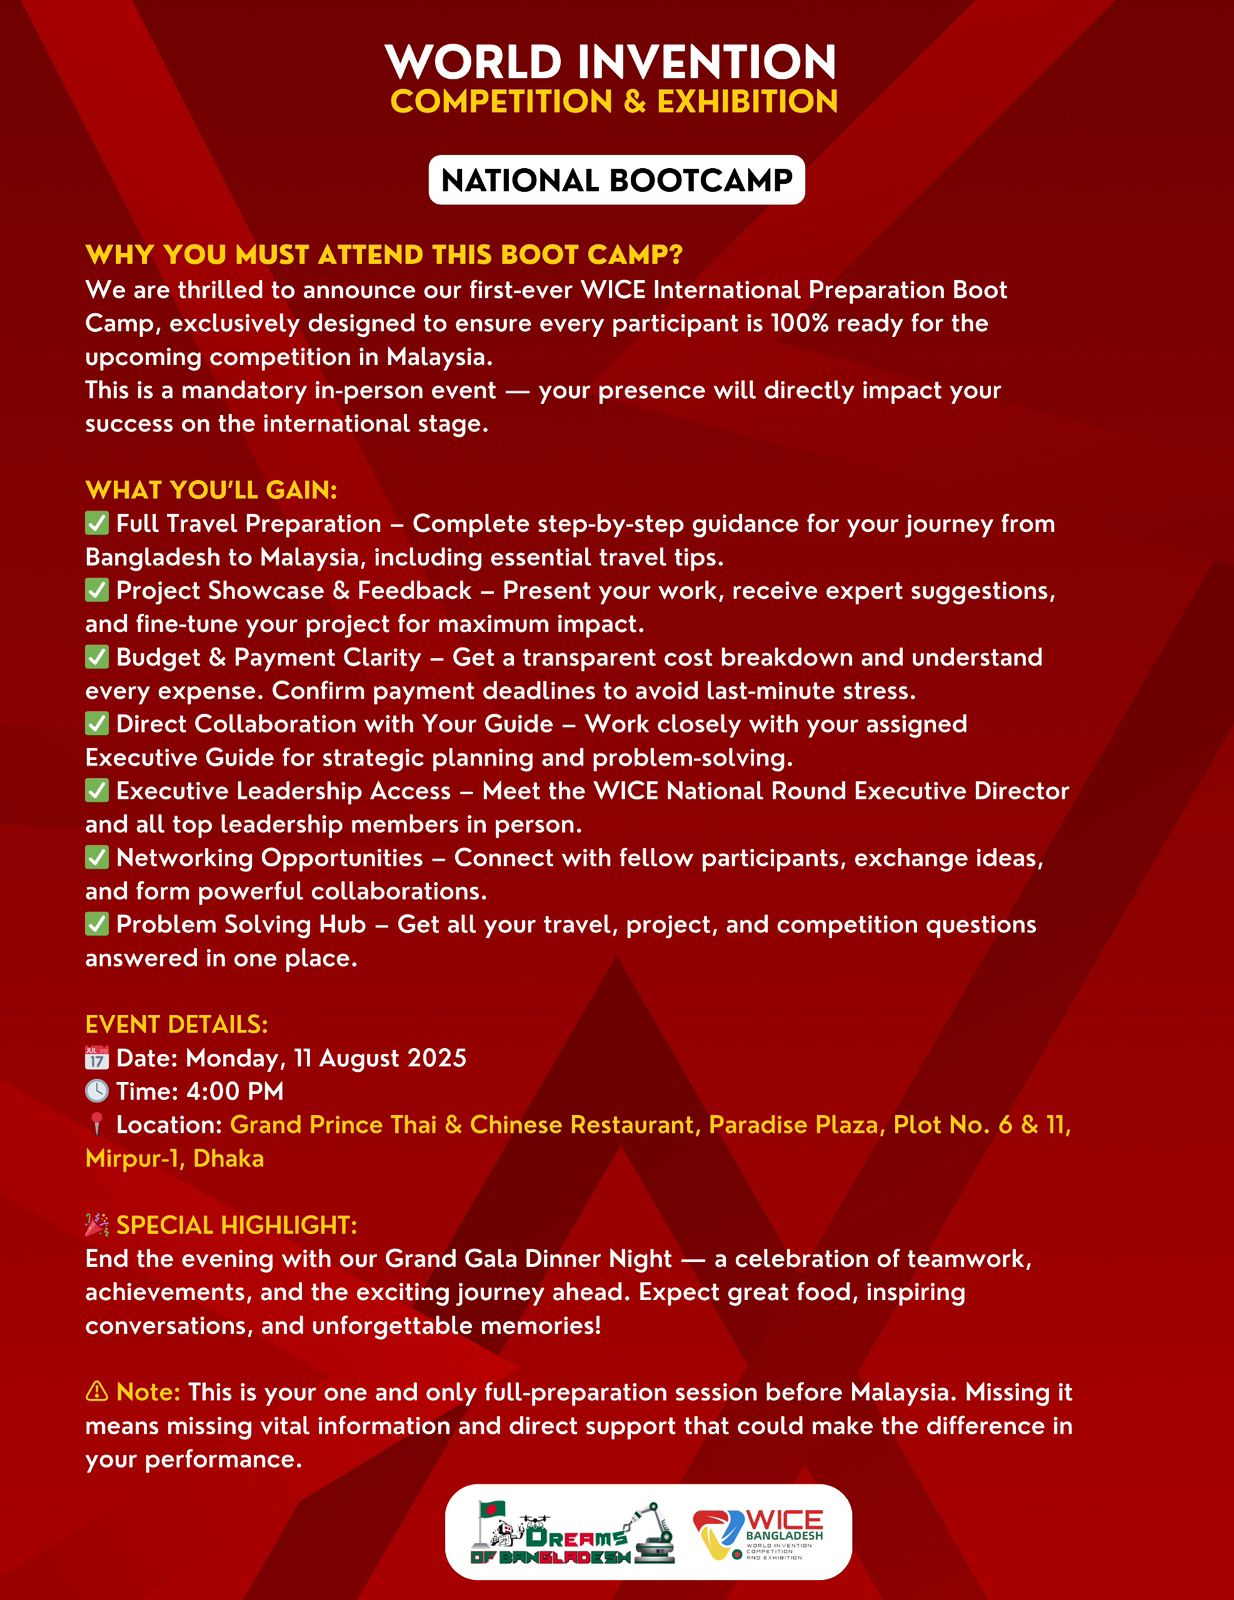 WORLD INVENTION
COMPETITION & EXHIBITION
NATIONAL BOOTCAMP
WHY YOU MUST ATTEND THIS BOOT CAMP?
We are thrilled to announce our first-ever WICE International Preparation Boot
Camp, exclusively designed to ensure every participant is 100% ready for the
upcoming competition in Malaysia.
This is a mandatory in-person event — your presence will directly impact your
success on the international stage.
WHAT YOU'LL GAIN:
✅ Full Travel Preparation – Complete step-by-step guidance for your journey from
Bangladesh to Malaysia, including essential travel tips.
✅ Project Showcase & Feedback – Present your work, receive expert suggestions,
and fine-tune your project for maximum impact.
✅ Budget & Payment Clarity – Get a transparent cost breakdown and understand
every expense. Confirm payment deadlines to avoid last-minute stress.
✅ Direct Collaboration with Your Guide – Work closely with your assigned
Executive Guide for strategic planning and problem-solving.
✅ Executive Leadership Access – Meet the WICE National Round Executive Director
and all top leadership members in person.
✅ Networking Opportunities – Connect with fellow participants, exchange ideas,
and form powerful collaborations.
✅ Problem Solving Hub – Get all your travel, project, and competition questions
answered in one place.
EVENT DETAILS:
📅 Date: Monday, 11 August 2025
🕓 Time: 4:00 PM
📍 Location: Grand Prince Thai & Chinese Restaurant, Paradise Plaza, Plot No. 6 & 11,
Mirpur-1, Dhaka
🎉 SPECIAL HIGHLIGHT:
End the evening with our Grand Gala Dinner Night — a celebration of teamwork,
achievements, and the exciting journey ahead. Expect great food, inspiring
conversations, and unforgettable memories!
⚠ Note: This is your one and only full-preparation session before Malaysia. Missing it
means missing vital information and direct support that could make the difference in
your performance.
DREAMS
OF BANGLADESH
WICE
BANGLADESH
WORLD INVENTION
COMPETITION
AND EXHIBITION